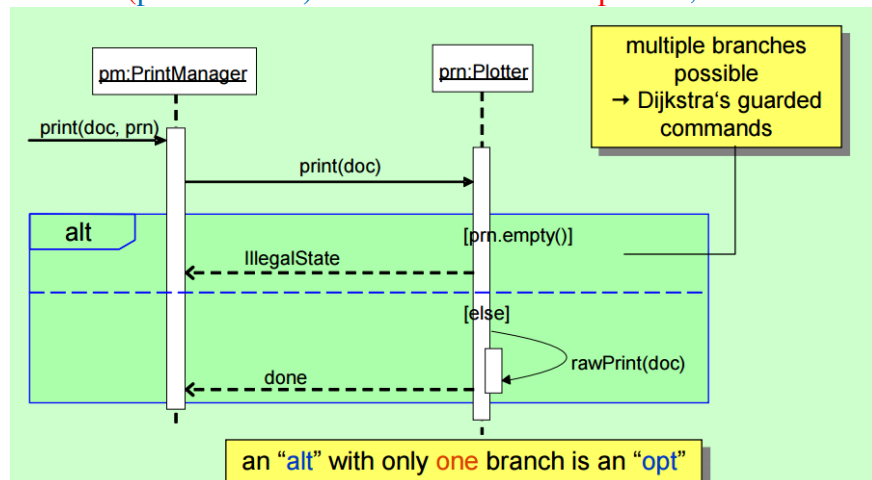 multiple branches
possible
→ Dijkstra's guarded
commands
pm:PrintManager
prn:Plotter
print(doc, prn)
print(doc)
alt
[prn.empty()]
IllegalState
[else]
rawPrint(doc)
done
an “alt” with only one branch is an “opt”